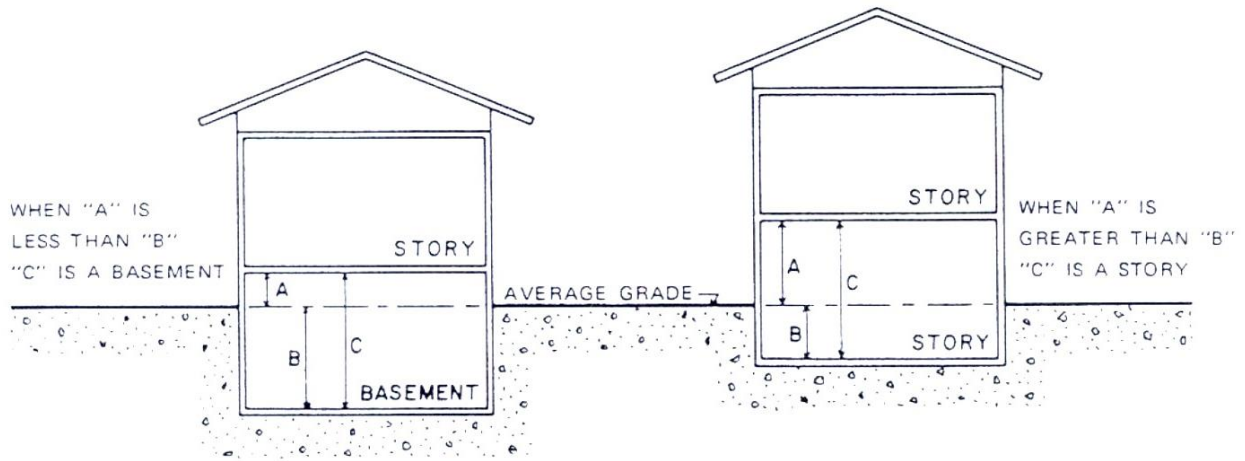 WHEN "A" IS
LESS THAN "B"
"C" IS A BASEMENT
STORY
A
B
C
BASEMENT
AVERAGE GRADE
STORY
A
B
C
STORY
WHEN "A" IS
GREATER THAN "B"
"C" IS A STORY